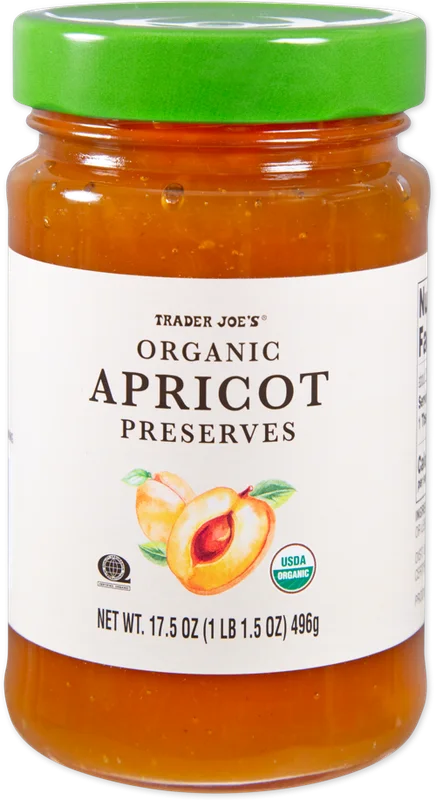 TRADER JOE'S®
ORGANIC
APRICOT
PRESERVES
USDA
ORGANIC
NET WT. 17.5 OZ (1 LB 1.5 OZ) 496g